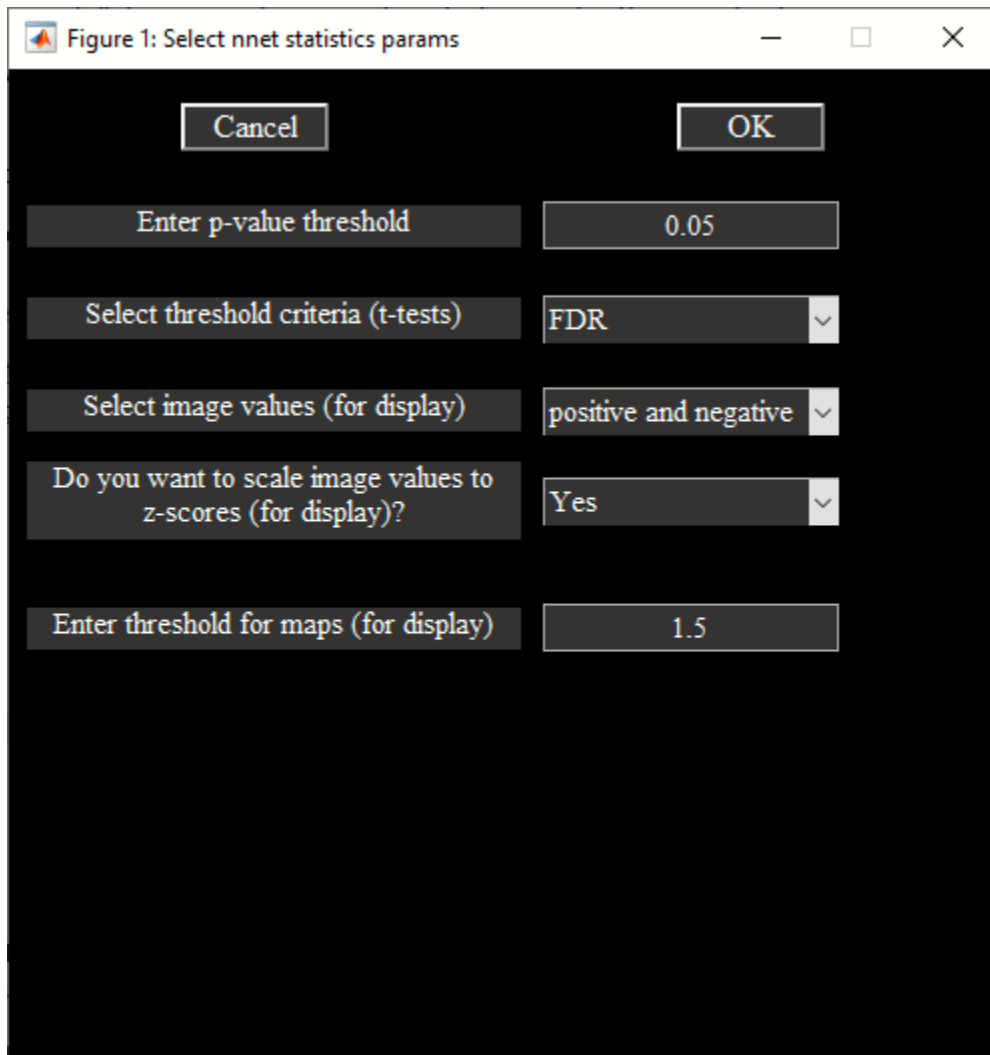 Figure 1: Select nnet statistics params
Cancel
OK
Enter p-value threshold
0.05
Select threshold criteria (t-tests)
FDR
Select image values (for display)
positive and negative
Do you want to scale image values to
z-scores (for display)?
Yes
Enter threshold for maps (for display)
1.5